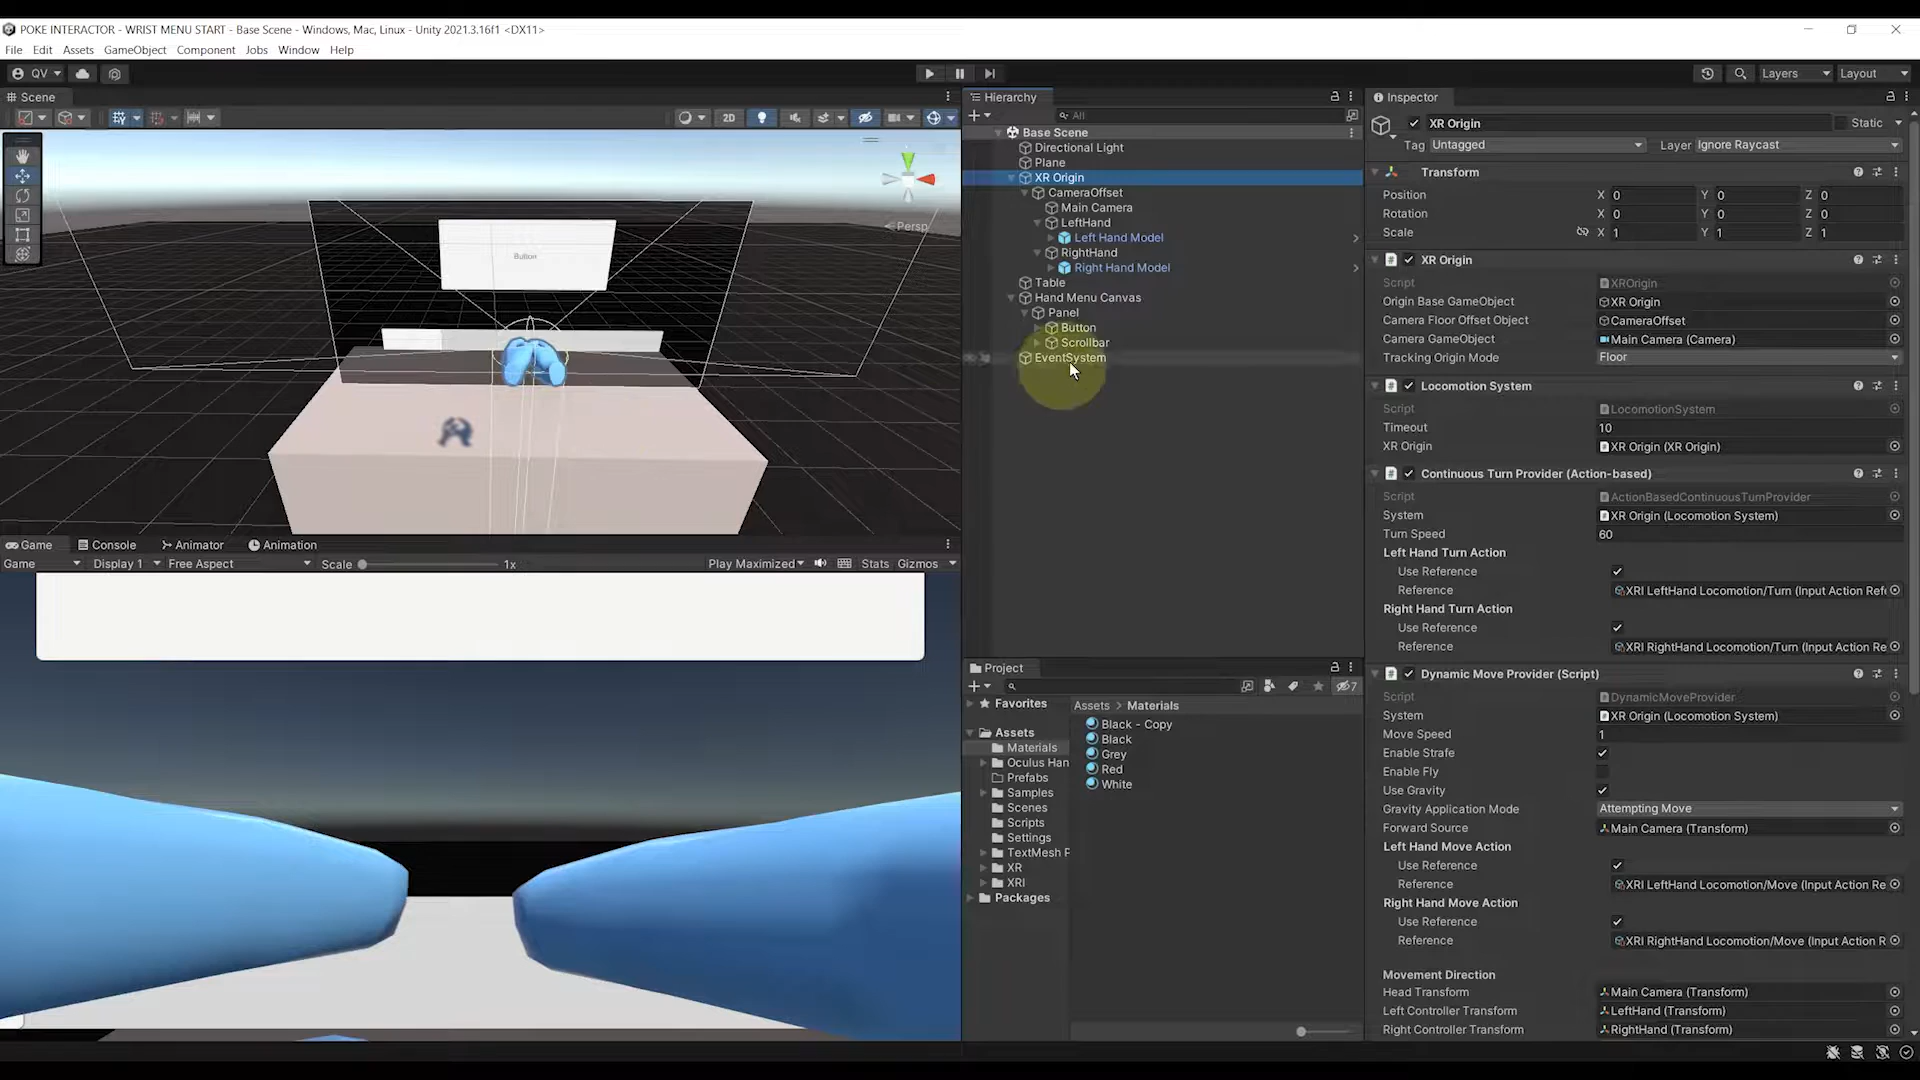 POKE INTERACTOR - WRIST MENU START - Base Scene - Windows, Mac, Linux - Unity 2021.3.16f1 <DX11>
File Edit Assets GameObject Component Jobs Window Help
QV Layers Layout
Scene
2D
Persp
Button
Hierarchy
All
Base Scene
Directional Light
Plane
XR Origin
CameraOffset
Main Camera
LeftHand
Left Hand Model
RightHand
Right Hand Model
Table
Hand Menu Canvas
Panel
Button
Scrollbar
EventSystem
Game Console Animator Animation
Game Display 1 Free Aspect Scale 1x Play Maximized Stats Gizmos
Project
7
Favorites
Assets
Materials
Oculus Han
Prefabs
Samples
Scenes
Scripts
Settings
TextMesh P
XR
XRI
Packages
Assets > Materials
Black - Copy
Black
Grey
Red
White
Inspector
XR Origin Static
Tag Untagged Layer Ignore Raycast
Transform
Position X 0 Y 0 Z 0
Rotation X 0 Y 0 Z 0
Scale X 1 Y 1 Z 1
XR Origin
Script XROrigin
Origin Base GameObject XR Origin
Camera Floor Offset Object CameraOffset
Camera GameObject Main Camera (Camera)
Tracking Origin Mode Floor
Locomotion System
Script LocomotionSystem
Timeout 10
XR Origin XR Origin (XR Origin)
Continuous Turn Provider (Action-based)
Script ActionBasedContinuousTurnProvider
System XR Origin (Locomotion System)
Turn Speed 60
Left Hand Turn Action
Use Reference
Reference XRI LeftHand Locomotion/Turn (Input Action Refe
Right Hand Turn Action
Use Reference
Reference XRI RightHand Locomotion/Turn (Input Action Re
Dynamic Move Provider (Script)
Script DynamicMoveProvider
System XR Origin (Locomotion System)
Move Speed 1
Enable Strafe
Enable Fly
Use Gravity
Gravity Application Mode Attempting Move
Forward Source Main Camera (Transform)
Left Hand Move Action
Use Reference
Reference XRI LeftHand Locomotion/Move (Input Action Re
Right Hand Move Action
Use Reference
Reference XRI RightHand Locomotion/Move (Input Action R
Movement Direction
Head Transform Main Camera (Transform)
Left Controller Transform LeftHand (Transform)
Right Controller Transform RightHand (Transform)